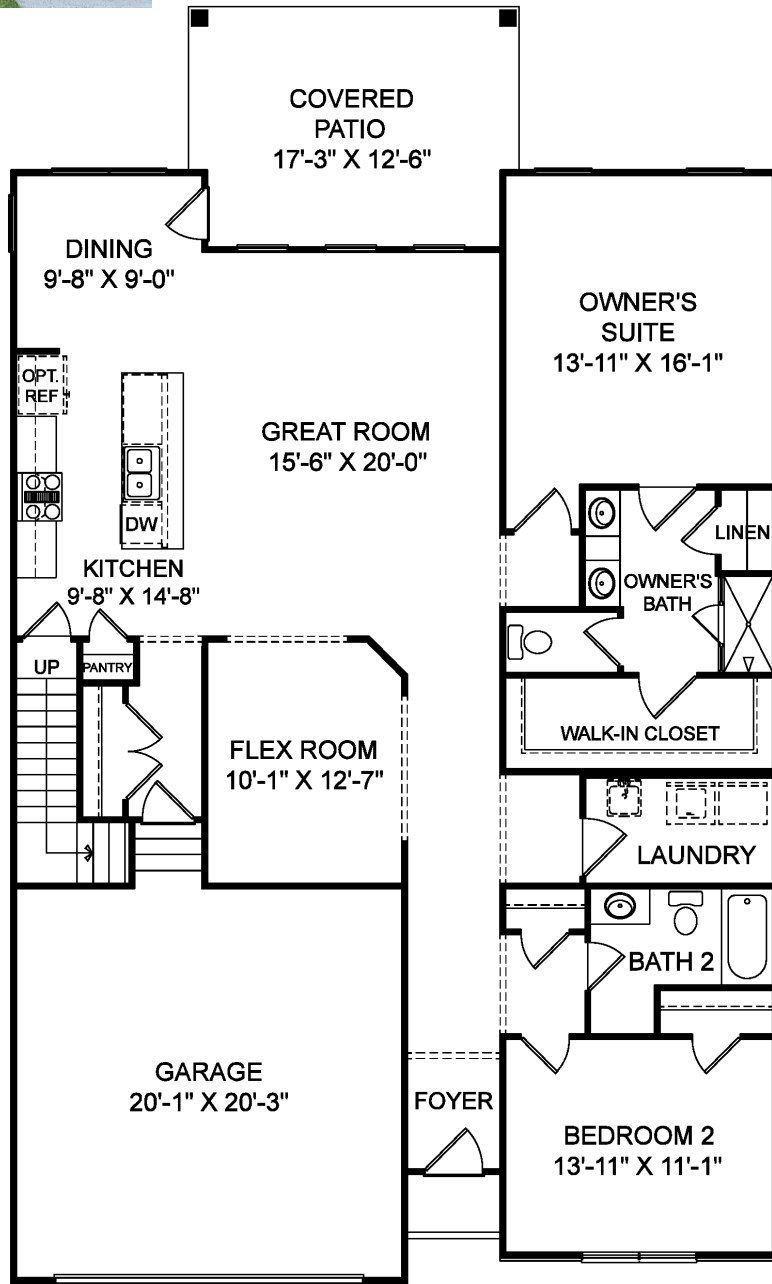 COVERED
PATIO
17'-3" X 12'-6"
DINING
9'-8" X 9'-0"
OWNER'S
SUITE
13'-11" X 16'-1"
OPT.
REF
GREAT ROOM
15'-6" X 20'-0"
DW
LINEN
KITCHEN
9'-8" X 14'-8"
OWNER'S
BATH
UP
PANTRY
WALK-IN CLOSET
FLEX ROOM
10'-1" X 12'-7"
LAUNDRY
BATH 2
GARAGE
20'-1" X 20'-3"
FOYER
BEDROOM 2
13'-11" X 11'-1"